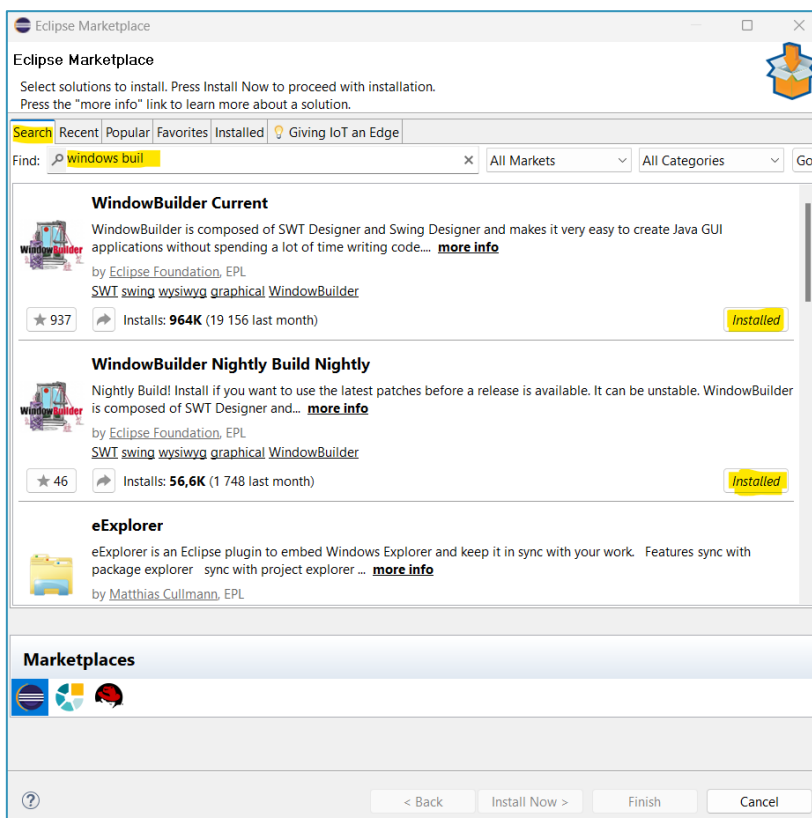 Eclipse Marketplace
Eclipse Marketplace
Select solutions to install. Press Install Now to proceed with installation.
Press the "more info" link to learn more about a solution.
Search Recent Popular Favorites Installed Giving IoT an Edge
Find: windows buil All Markets All Categories Go
WindowBuilder Current
WindowBuilder is composed of SWT Designer and Swing Designer and makes it very easy to create Java GUI
applications without spending a lot of time writing code.... more info
WindowBuilder
by Eclipse Foundation, EPL
SWT swing wysiwyg graphical WindowBuilder
937 Installs: 964K (19 156 last month) Installed
WindowBuilder Nightly Build Nightly
Nightly Build! Install if you want to use the latest patches before a release is available. It can be unstable. WindowBuilder
is composed of SWT Designer and... more info
WindowBuilder
by Eclipse Foundation, EPL
SWT swing wysiwyg graphical WindowBuilder
46 Installs: 56,6K (1 748 last month) Installed
eExplorer
eExplorer is an Eclipse plugin to embed Windows Explorer and keep it in sync with your work. Features sync with
package explorer sync with project explorer ... more info
by Matthias Cullmann, EPL
Marketplaces
? < Back Install Now > Finish Cancel